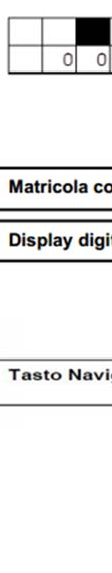 0 0
Matricola co
Display digi
Tasto Navi